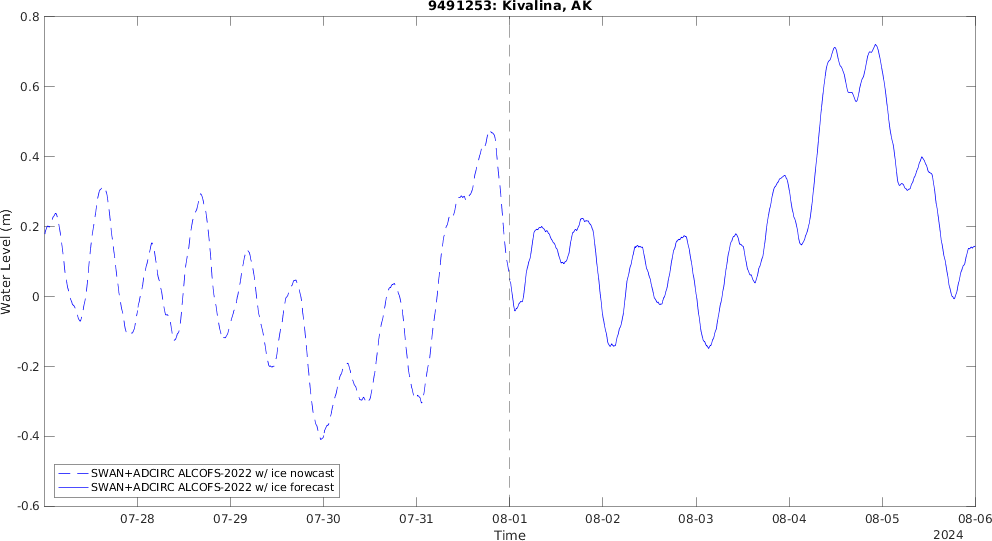 9491253: Kivalina, AK
0.8
0.6
0.4
0.2
0
-0.2
-0.4
-0.6
Water Level (m)
SWAN+ADCIRC ALCOFS-2022 w/ ice nowcast
SWAN+ADCIRC ALCOFS-2022 w/ ice forecast
07-28 07-29 07-30 07-31 08-01 08-02 08-03 08-04 08-05 08-06
Time
2024